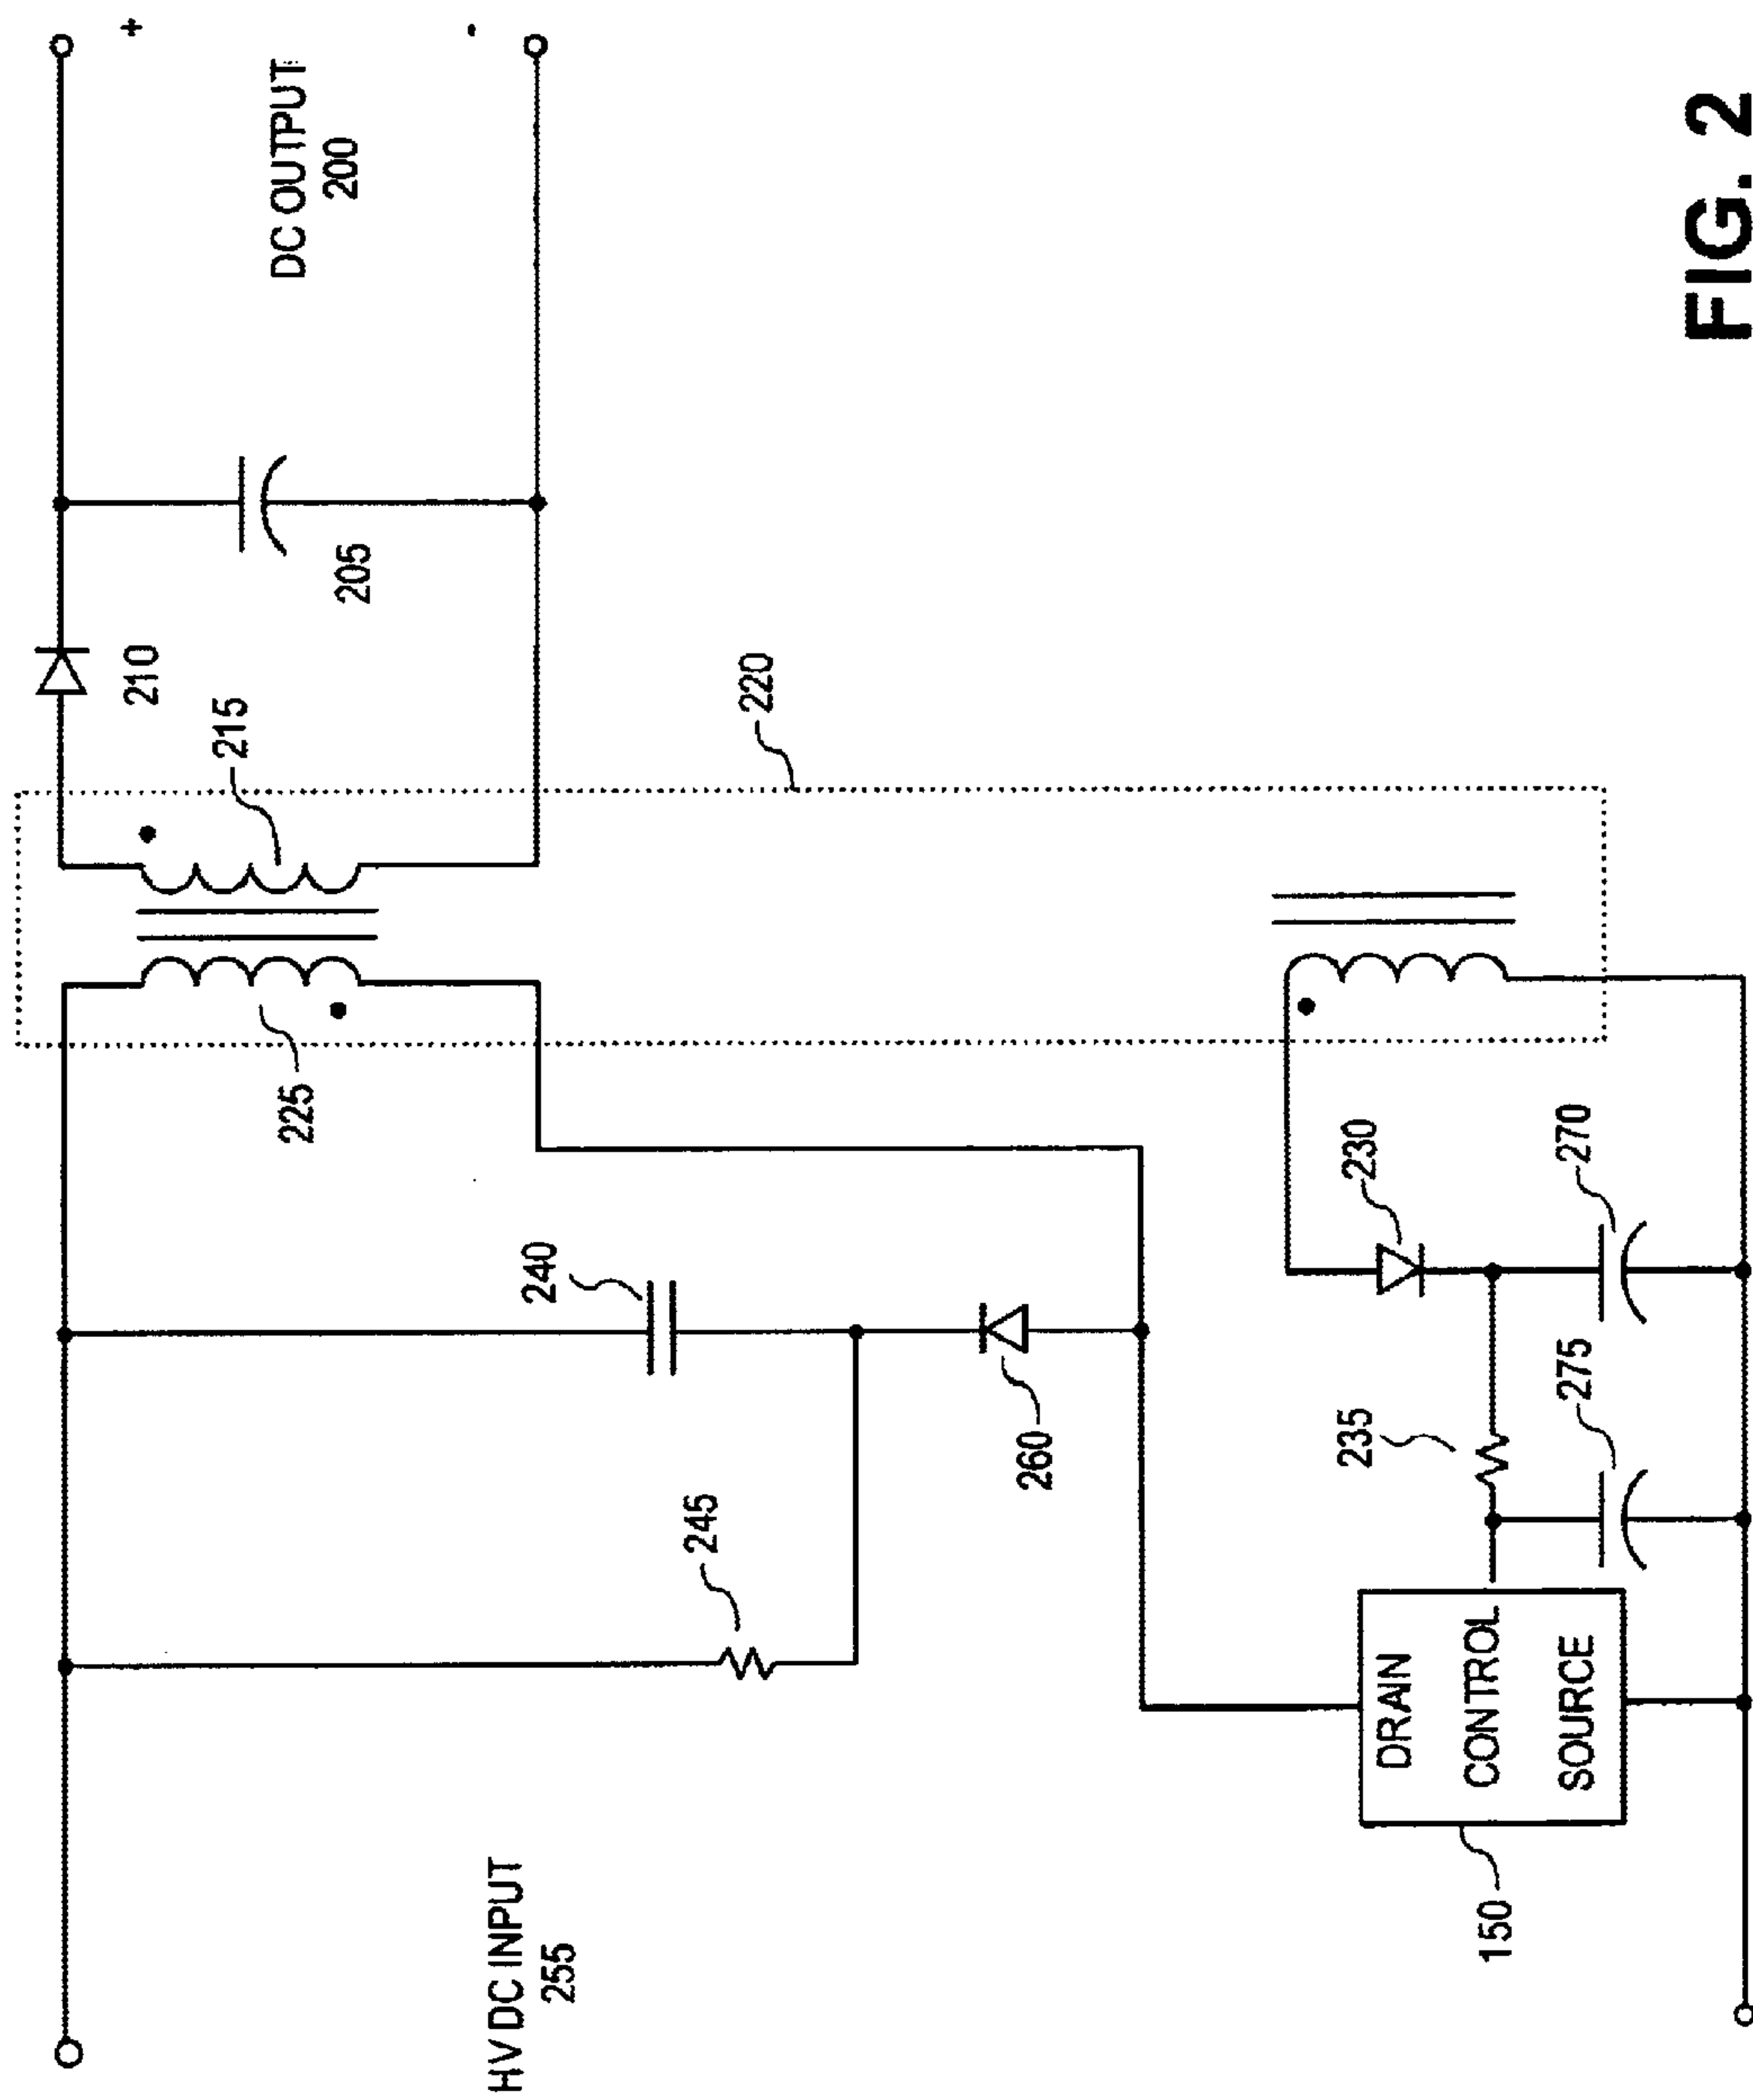 +
-
DC OUTPUT
200
210
215
205
220
225
240
245
260
HV DC INPUT
255
230
235
270
275
DRAIN
CONTROL
SOURCE
150
FIG. 2